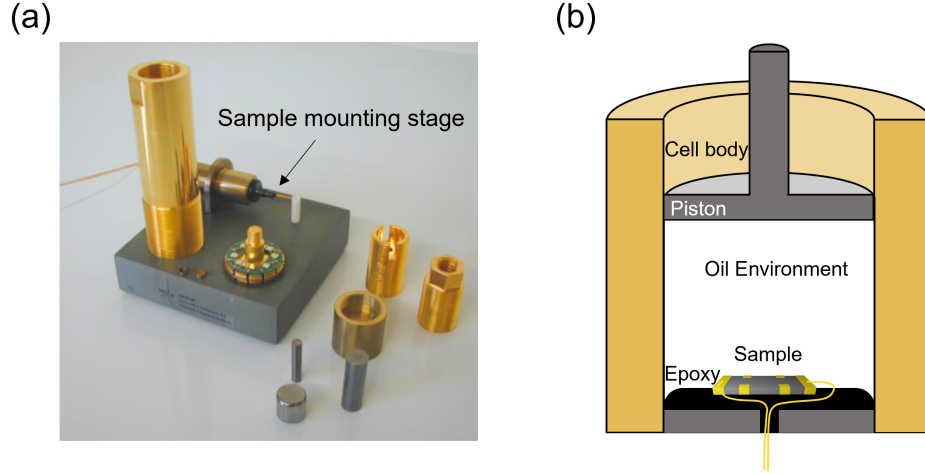 (a)
Sample mounting stage
(b)
Cell body
Piston
Oil Environment
Sample
Epoxy